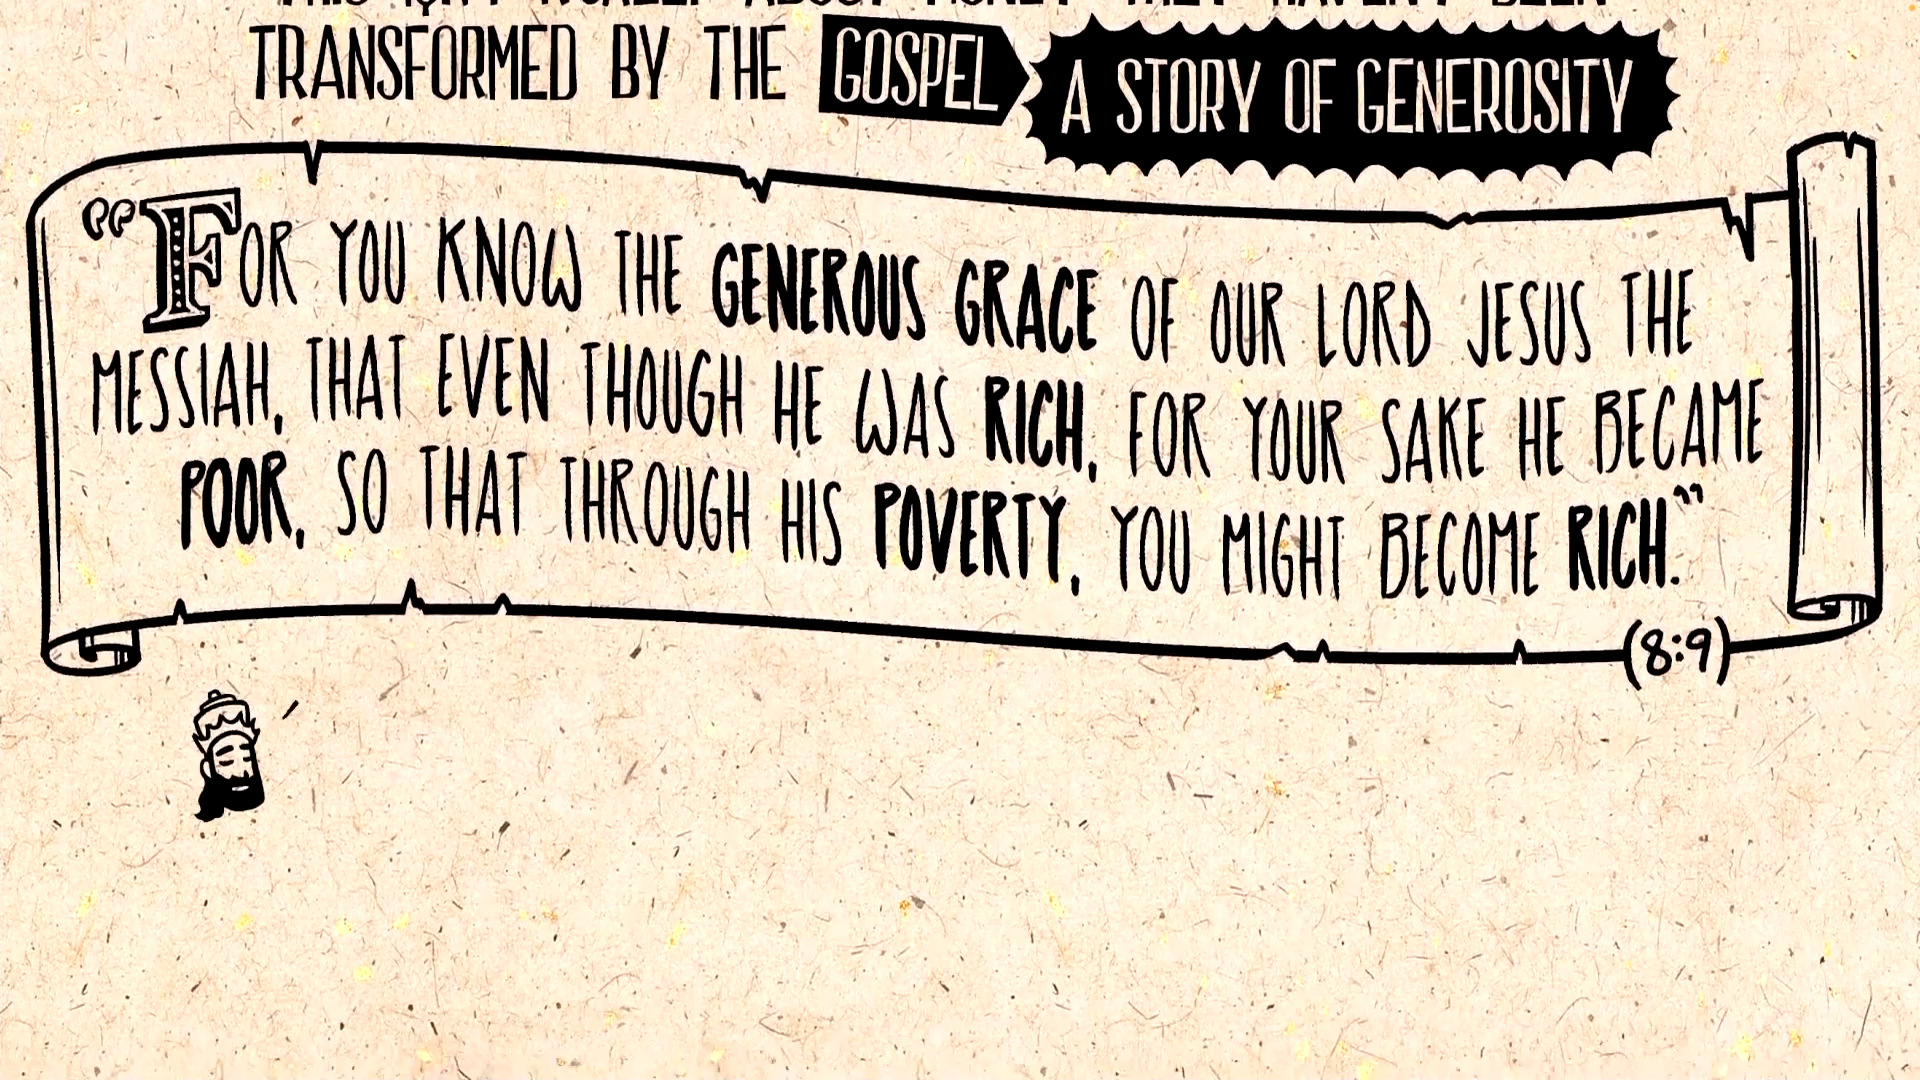 TRANSFORMED BY THE GOSPEL A STORY OF GENEROSITY
"FOR YOU KNOW THE GENEROUS GRACE OF OUR LORD JESUS THE
MESSIAH, THAT EVEN THOUGH HE WAS RICH, FOR YOUR SAKE HE BECAME
POOR, SO THAT THROUGH HIS POVERTY, YOU MIGHT BECOME RICH."
(8:9)